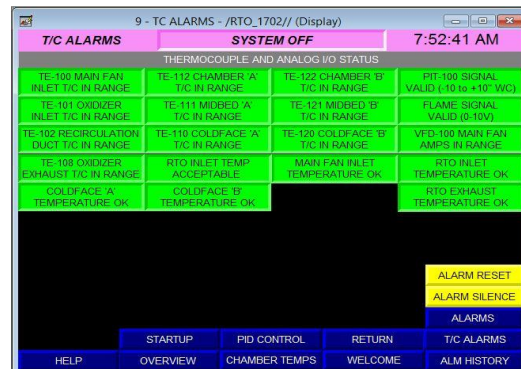 9 - TC ALARMS - /RTO_1702// (Display)
T/C ALARMS
SYSTEM OFF
7:52:41 AM
THERMOCOUPLE AND ANALOG I/O STATUS
TE-100 MAIN FAN
INLET T/C IN RANGE
TE-112 CHAMBER 'A'
T/C IN RANGE
TE-122 CHAMBER 'B'
T/C IN RANGE
PIT-100 SIGNAL
VALID (-10 to +10" WC)
TE-101 OXIDIZER
INLET T/C IN RANGE
TE-111 MIDBED 'A'
T/C IN RANGE
TE-121 MIDBED 'B'
T/C IN RANGE
FLAME SIGNAL
VALID (0-10V)
TE-102 RECIRCULATION
DUCT T/C IN RANGE
TE-110 COLDFACE 'A'
T/C IN RANGE
TE-120 COLDFACE 'B'
T/C IN RANGE
VFD-100 MAIN FAN
AMPS IN RANGE
TE-108 OXIDIZER
EXHAUST T/C IN RANGE
RTO INLET TEMP
ACCEPTABLE
MAIN FAN INLET
TEMPERATURE OK
RTO INLET
TEMPERATURE OK
COLDFACE 'A'
TEMPERATURE OK
COLDFACE 'B'
TEMPERATURE OK
RTO EXHAUST
TEMPERATURE OK
ALARM RESET
ALARM SILENCE
ALARMS
STARTUP
PID CONTROL
RETURN
T/C ALARMS
HELP
OVERVIEW
CHAMBER TEMPS
WELCOME
ALM HISTORY